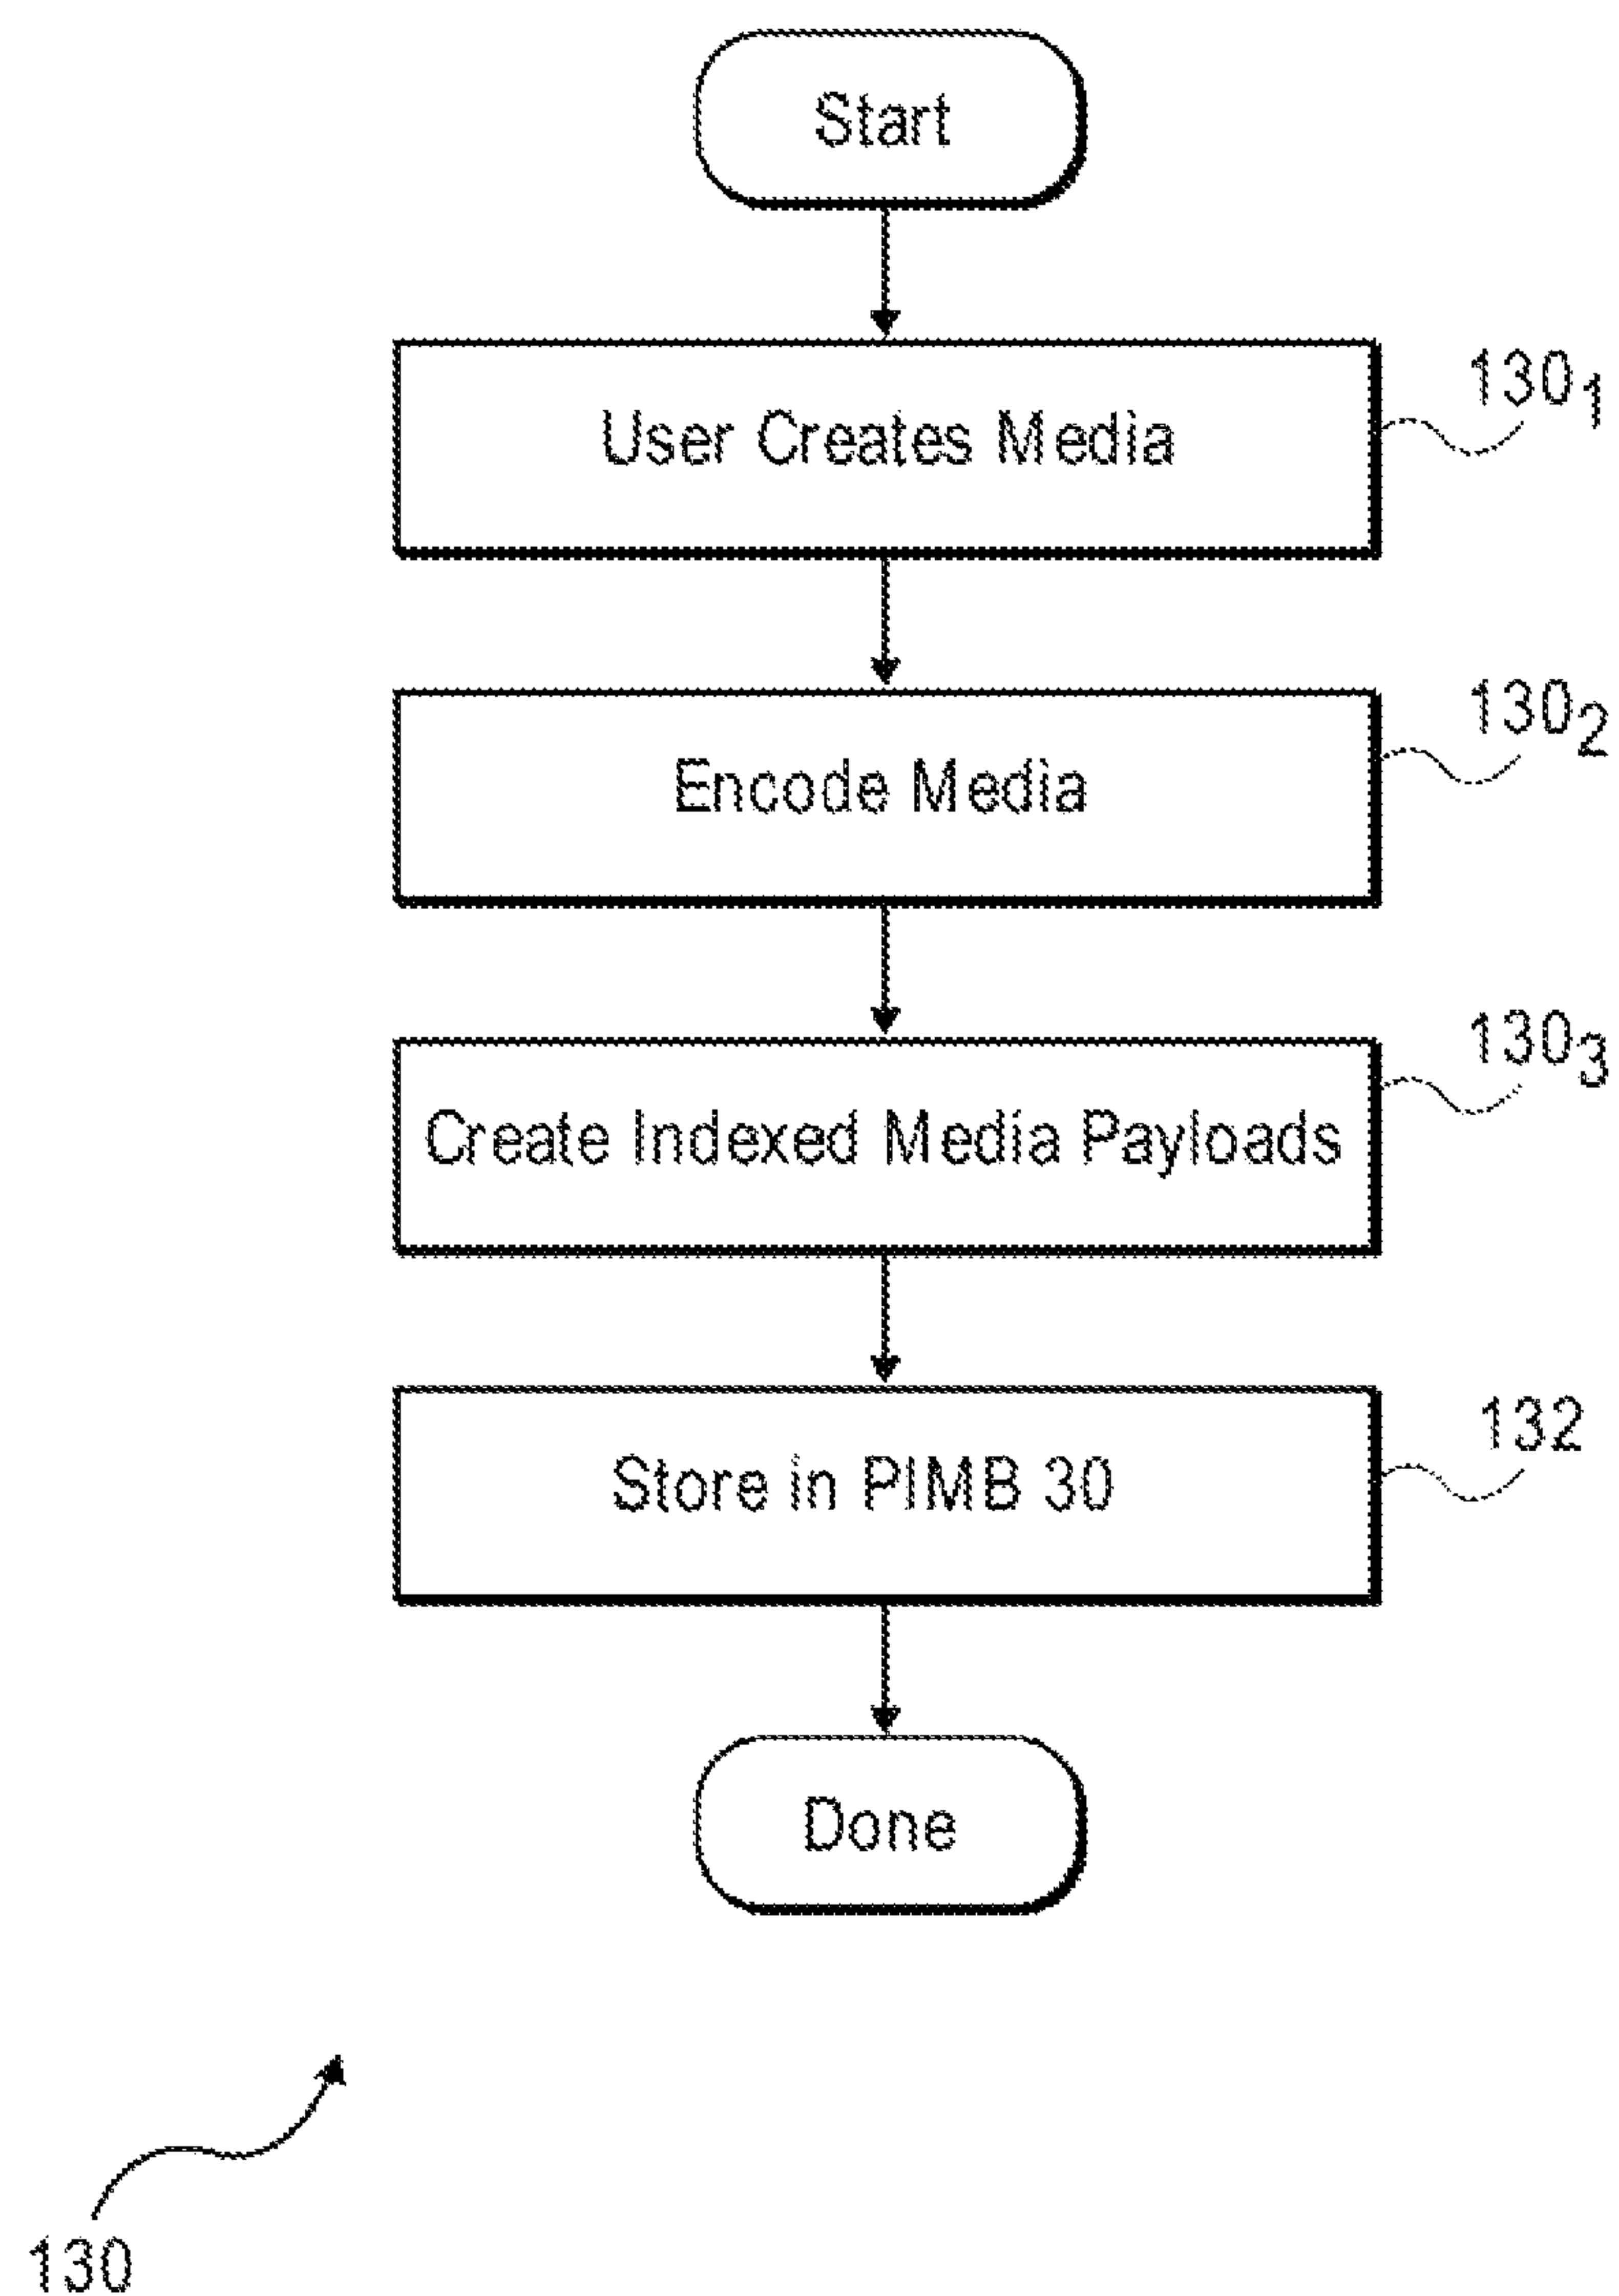 Start
User Creates Media
130₁
Encode Media
130₂
Create Indexed Media Payloads
130₃
Store in PIMB 30
132
Done
130